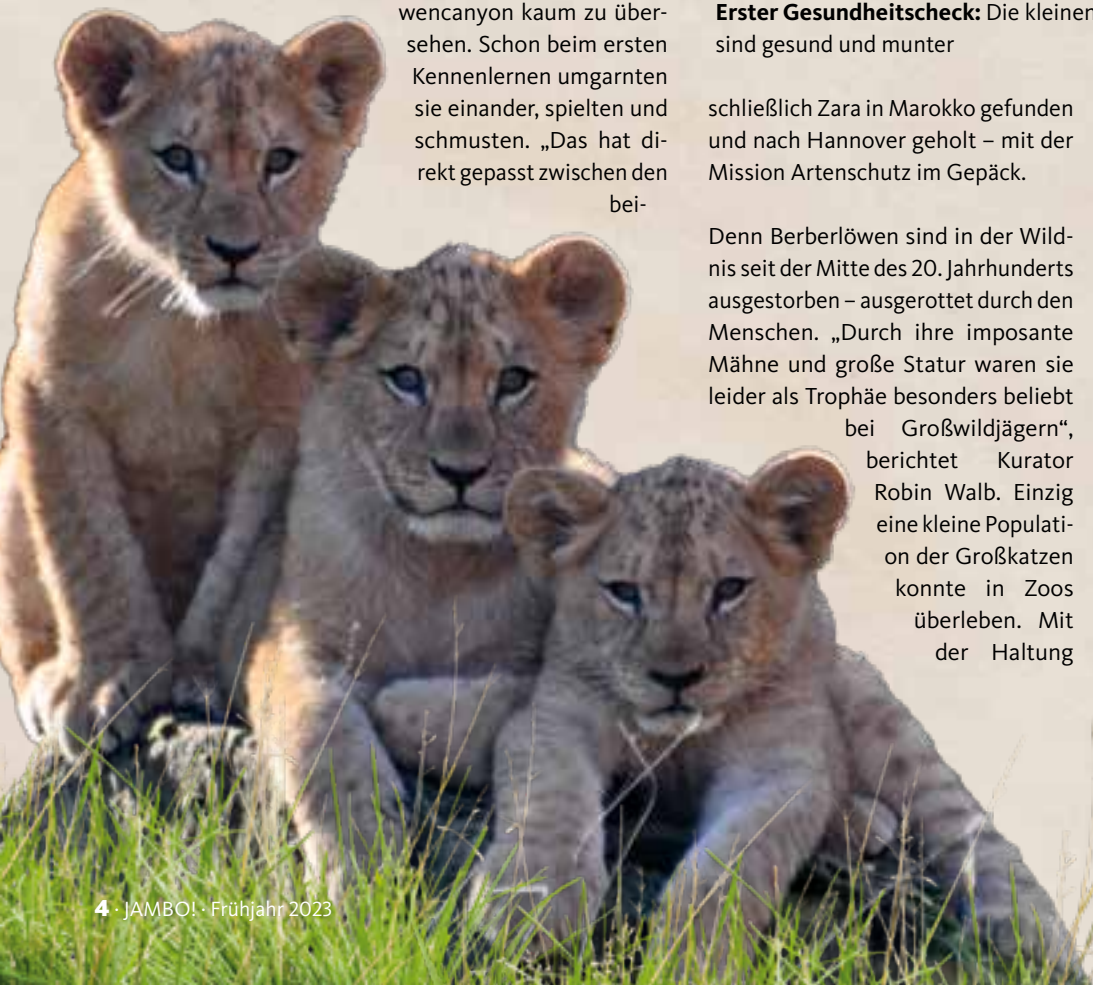 wencanyon kaum zu über-
sehen. Schon beim ersten
Kennenlernen umgarnten
sie einander, spielten und
schmusten. „Das hat di-
rekt gepasst zwischen den
bei-
Erster Gesundheitscheck: Die kleinen
sind gesund und munter
schließlich Zara in Marokko gefunden
und nach Hannover geholt – mit der
Mission Artenschutz im Gepäck.
Denn Berberlöwen sind in der Wild-
nis seit der Mitte des 20. Jahrhunderts
ausgestorben – ausgerottet durch den
Menschen. „Durch ihre imposante
Mähne und große Statur waren sie
leider als Trophäe besonders beliebt
bei Großwildjägern“,
berichtet Kurator
Robin Walb. Einzig
eine kleine Populati-
on der Großkatzen
konnte in Zoos
überleben. Mit
der Haltung
4 · JAMBO! · Frühjahr 2023